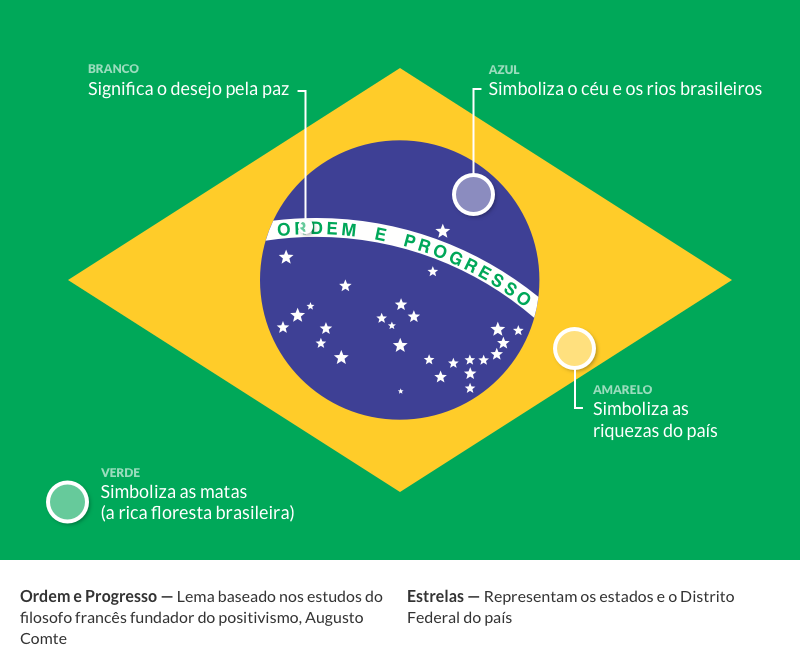 BRANCO
Significa o desejo pela paz
AZUL
Simboliza o céu e os rios brasileiros
ORDEM E PROGRESSO
AMARELO
Simboliza as
riquezas do país
VERDE
Simboliza as matas
(a rica floresta brasileira)
Ordem e Progresso — Lema baseado nos estudos do
filosofo francês fundador do positivismo, Augusto
Comte
Estrelas — Representam os estados e o Distrito
Federal do país